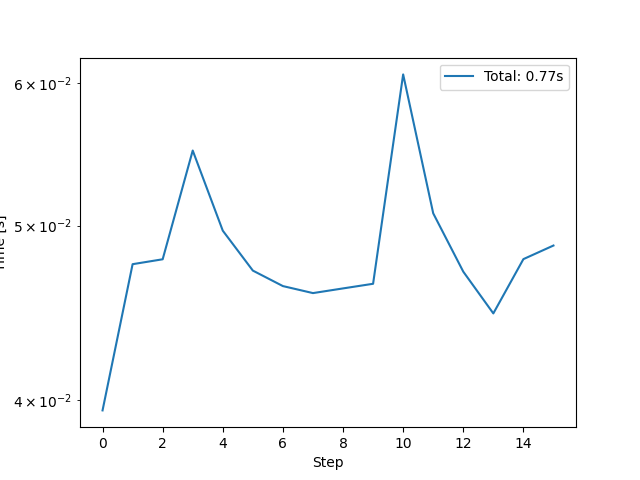 Total: 0.77s
6 × 10⁻²
5 × 10⁻²
4 × 10⁻²
Time [s]
0 2 4 6 8 10 12 14
Step